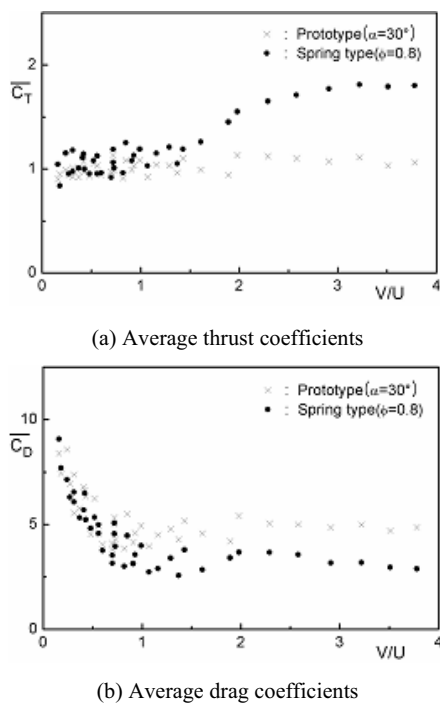 × : Prototype(α=30°)
● : Spring type(ϕ=0.8)
2
C_T
1
0
0 1 2 3 4
V/U
(a) Average thrust coefficients
× : Prototype(α=30°)
● : Spring type(ϕ=0.8)
10
C_D
5
0
0 1 2 3 4
V/U
(b) Average drag coefficients